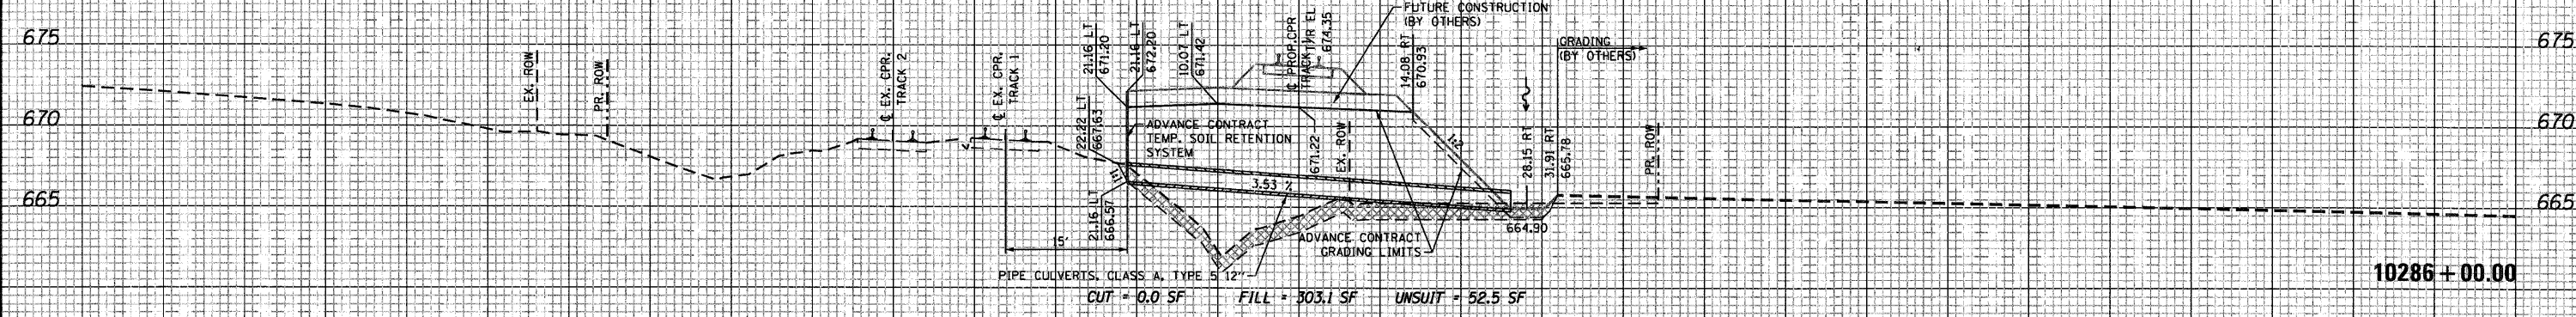 675
670
665
EX. ROW
PR. ROW
℄ EX. CPR.
TRACK 2
℄ EX. CPR.
TRACK 1
21.16 LT
671.20
21.16 LT
672.20
10.07 LT
671.42
℄ PROP.CPR
TRACK T/R EL
674.35
FUTURE CONSTRUCTION
(BY OTHERS)
14.08 RT
670.93
GRADING
(BY OTHERS)
22.22 LT
667.63
ADVANCE CONTRACT
TEMP. SOIL RETENTION
SYSTEM
671.22
EX. ROW
1:2
28.15 RT
31.91 RT
665.78
PR. ROW
1:1
3.53 %
21.16 LT
666.57
15'
664.90
ADVANCE CONTRACT
GRADING LIMITS
PIPE CULVERTS, CLASS A, TYPE 5 12"
CUT = 0.0 SF FILL = 303.1 SF UNSUIT = 52.5 SF
675
670
665
10286+00.00